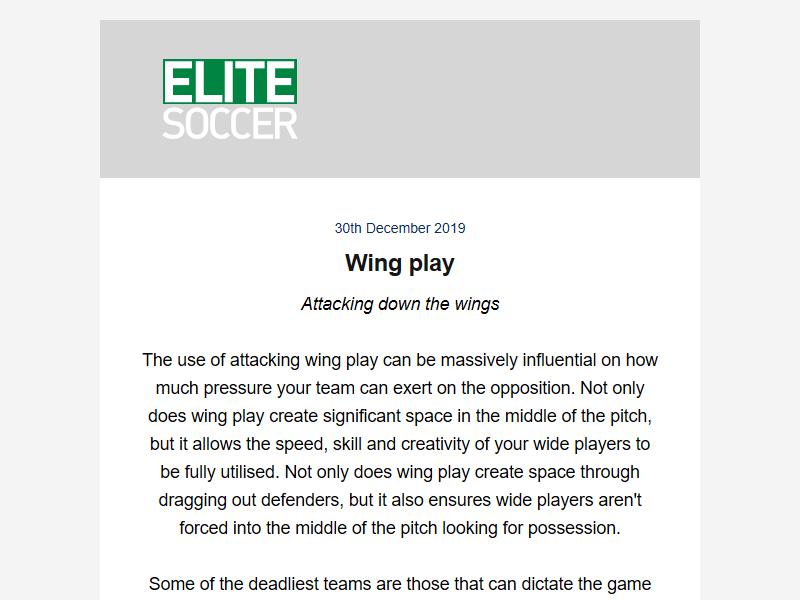 ELITE
SOCCER
30th December 2019
Wing play
Attacking down the wings
The use of attacking wing play can be massively influential on how
much pressure your team can exert on the opposition. Not only
does wing play create significant space in the middle of the pitch,
but it allows the speed, skill and creativity of your wide players to
be fully utilised. Not only does wing play create space through
dragging out defenders, but it also ensures wide players aren't
forced into the middle of the pitch looking for possession.
Some of the deadliest teams are those that can dictate the game